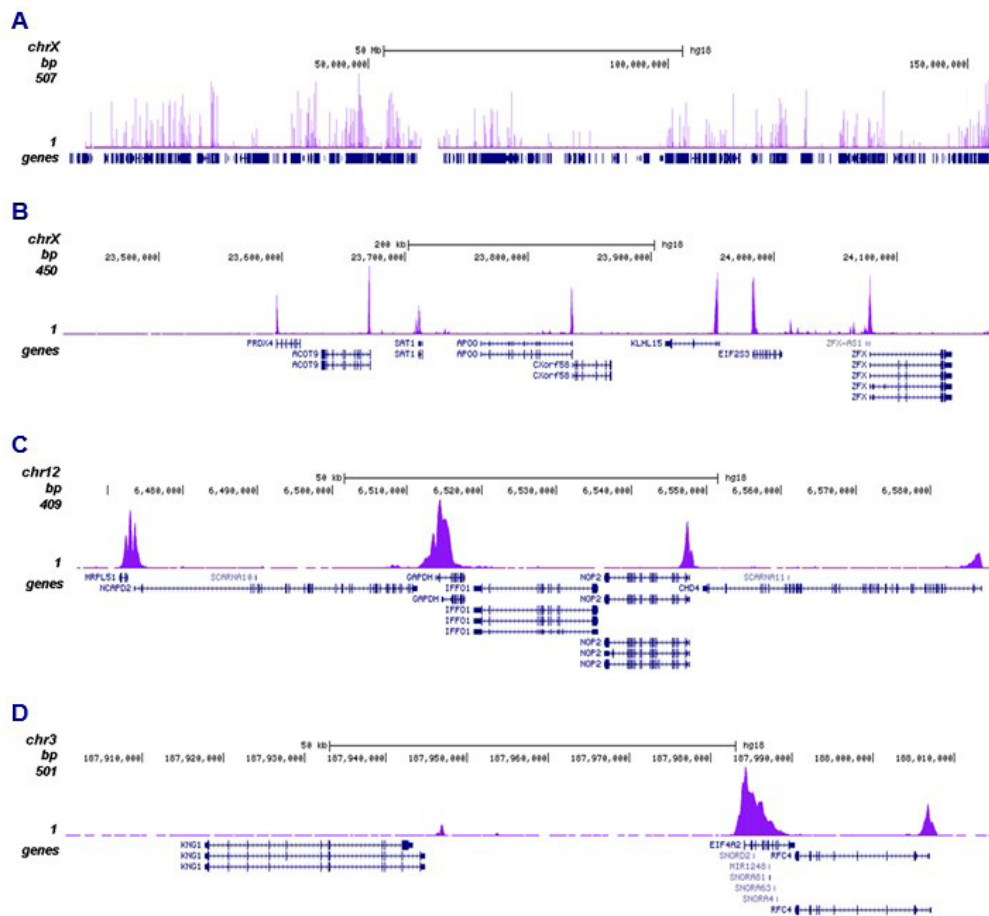 A
chrX
50 Mb hg18
bp
50,000,000 100,000,000 150,000,000
507
1
genes
B
chrX
200 kb hg18
bp
23,500,000 23,600,000 23,700,000 23,800,000 23,900,000 24,000,000 24,100,000
450
1
genes
PRDX4 SAT1 APOO KLHL15 EIF2S3 ZFX-AS1
ACOT9 SAT1 APOO ZFX
ACOT9 CXorf58 ZFX
CXorf58 ZFX
ZFX
ZFX
C
chr12
50 kb hg18
bp
6,480,000 6,490,000 6,500,000 6,510,000 6,520,000 6,530,000 6,540,000 6,550,000 6,560,000 6,570,000 6,580,000
409
1
genes
MRPL51 SCARNA10 GAPDH NOP2 SCARNA11
NCAPD2 IFFO1 CHD4
GAPDH NOP2
IFFO1
IFFO1
NOP2
NOP2
NOP2
D
chr3
50 kb hg18
bp
187,910,000 187,920,000 187,930,000 187,940,000 187,950,000 187,960,000 187,970,000 187,980,000 187,990,000 188,000,000 188,010,000
501
1
genes
KNG1 EIF4A2
KNG1 SNORD2 RFC4
KNG1 MIR1248
SNORA81
SNORA63
SNORA4
RFC4